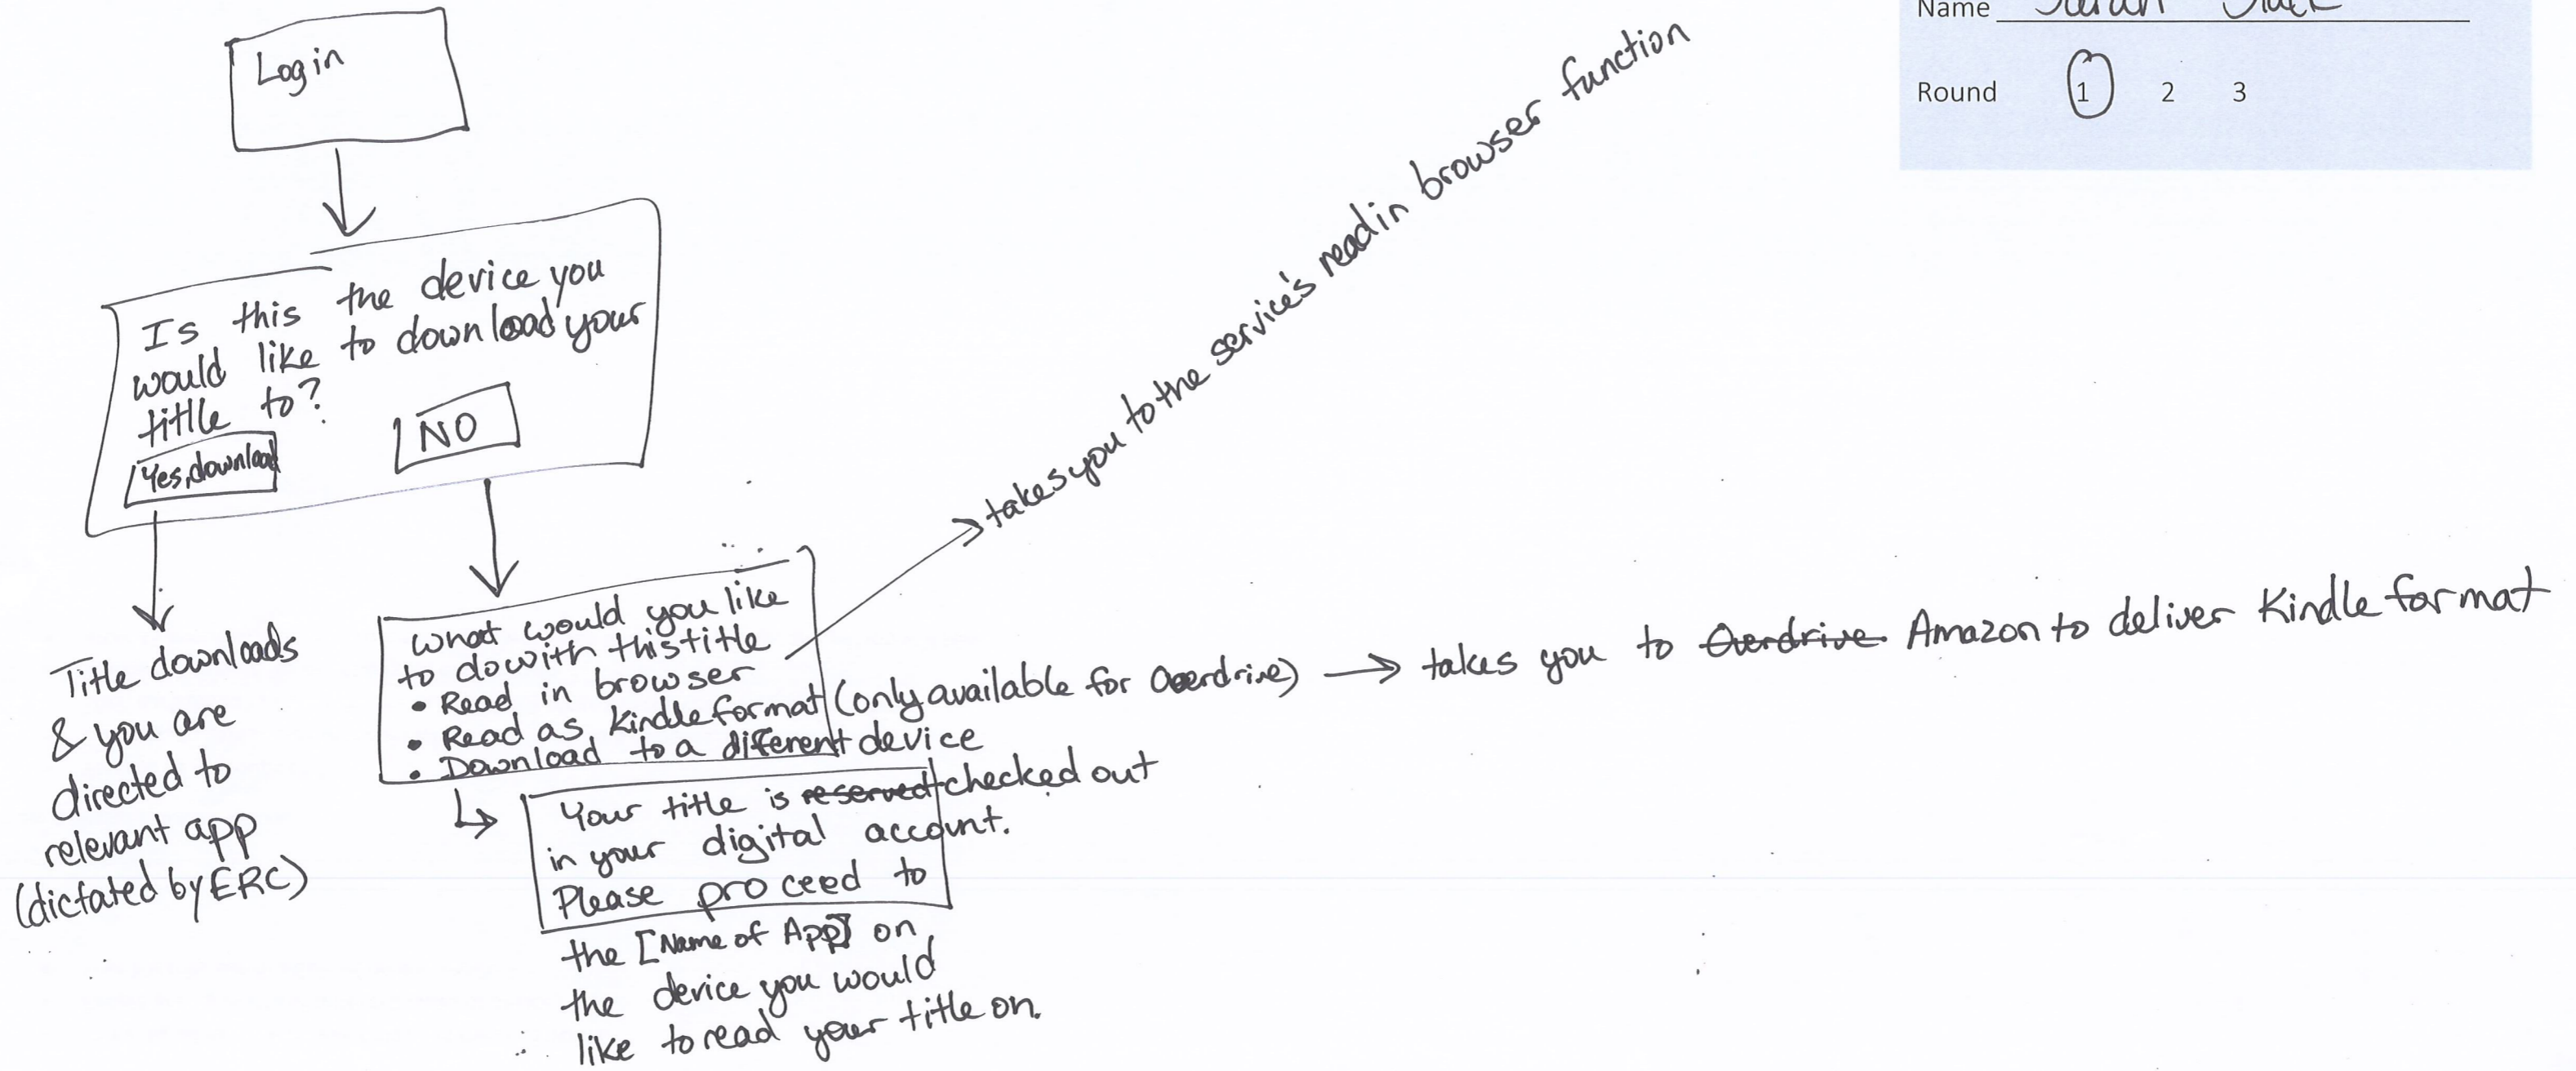 Name
Round 1 2 3
Login
Is this the device you
would like to download your
titlle to?
Yes, download
NO
Title downloads
& you are
directed to
relevant app
(dictated by ERC)
What would you like
to do with this title
• Read in browser
• Read as Kindle format (only available for Overdrive) → takes you to Overdrive Amazon to deliver Kindle format
• Download to a different device
takes you to the service's read in browser function
Your title is reserved checked out
in your digital account.
Please proceed to
the [Name of App] on
the device you would
like to read your title on.